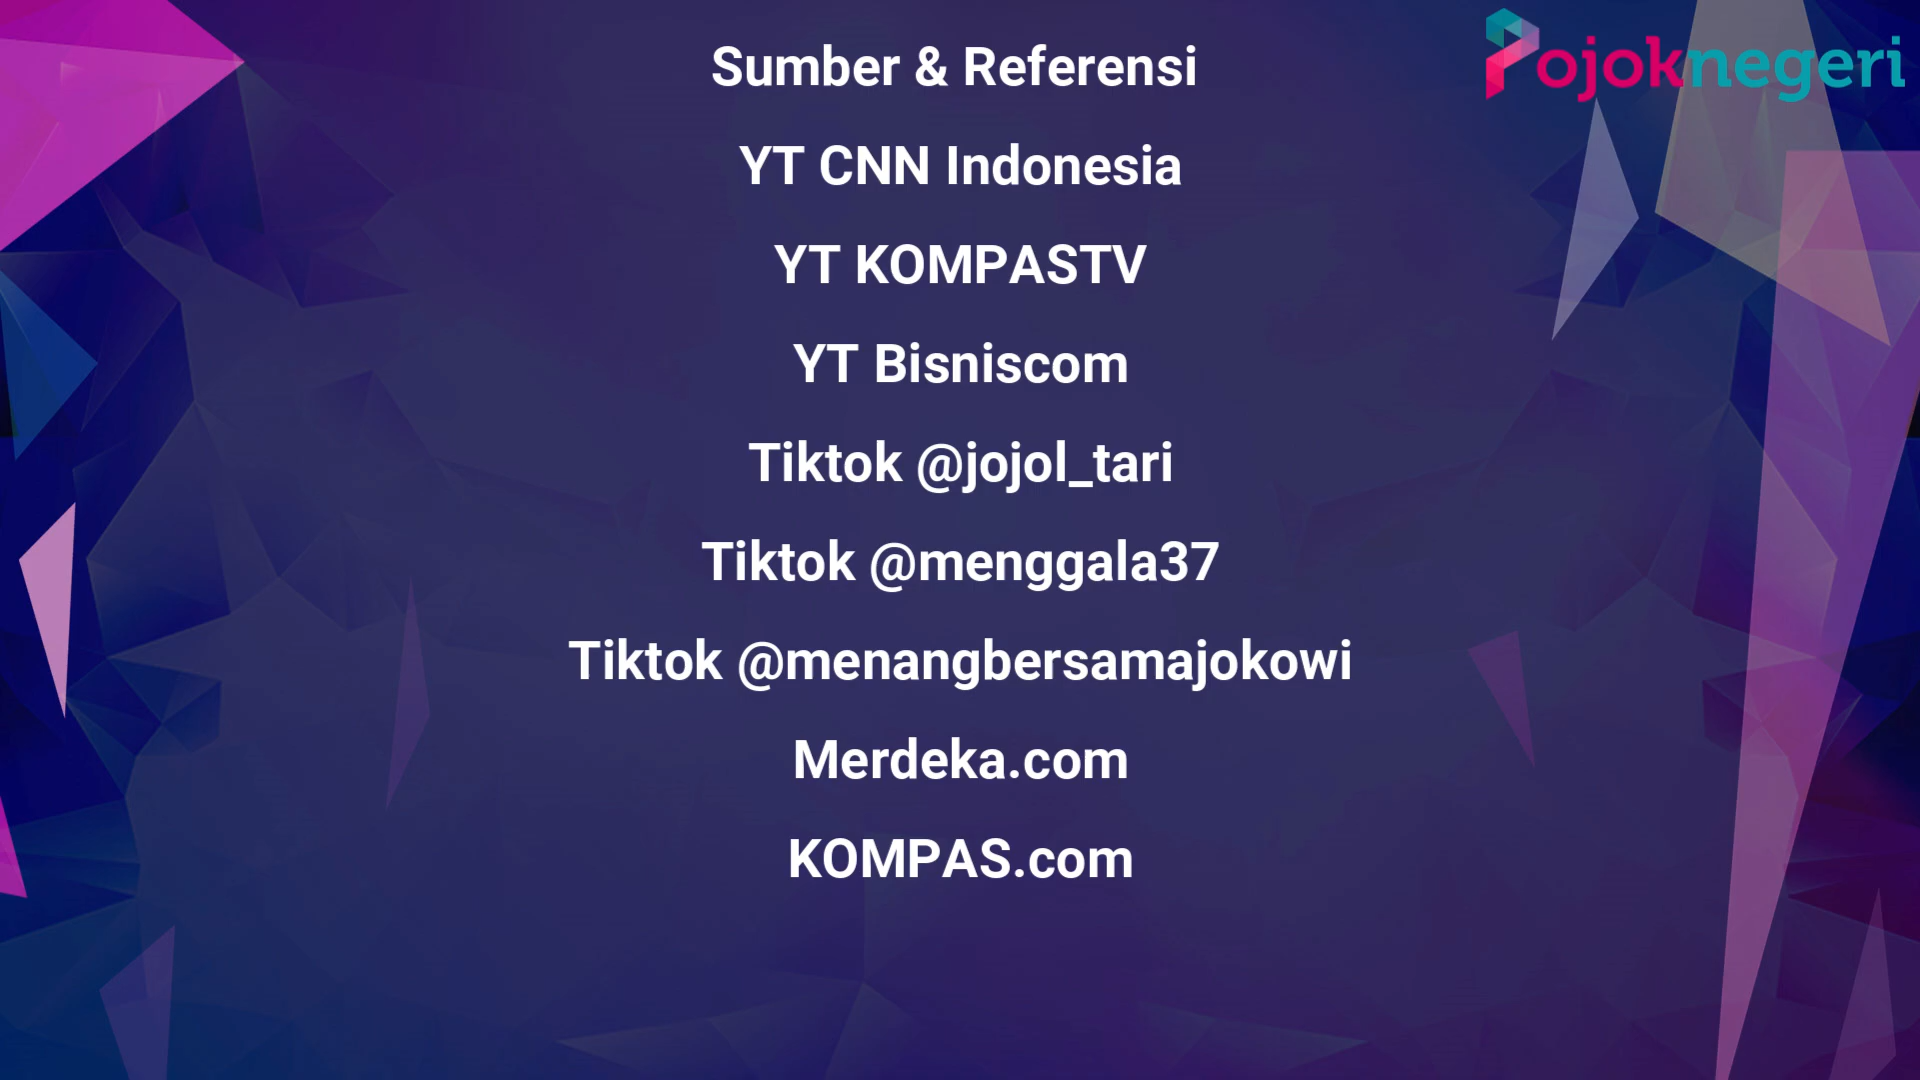 Pojoknegeri
Sumber & Referensi
YT CNN Indonesia
YT KOMPASTV
YT Bisniscom
Tiktok @jojol_tari
Tiktok @menggala37
Tiktok @menangbersamajokowi
Merdeka.com
KOMPAS.com